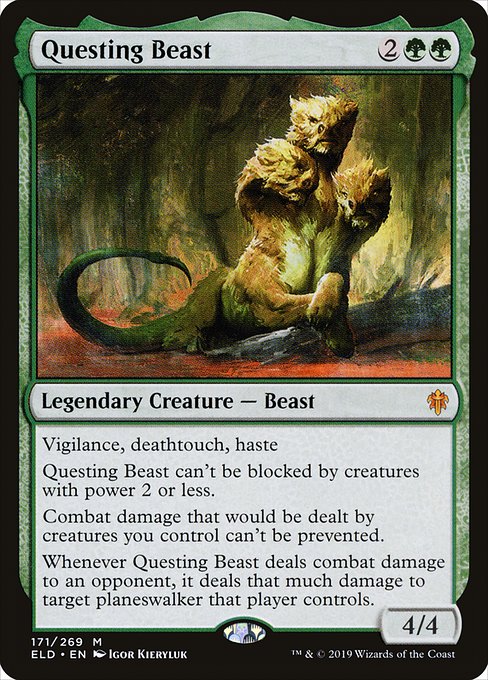 Questing Beast 2
Legendary Creature — Beast
Vigilance, deathtouch, haste
Questing Beast can't be blocked by creatures
with power 2 or less.
Combat damage that would be dealt by
creatures you control can't be prevented.
Whenever Questing Beast deals combat damage
to an opponent, it deals that much damage to
target planeswalker that player controls.
4/4
171/269 M
ELD • EN Igor Kieryluk
™ & © 2019 Wizards of the Coast